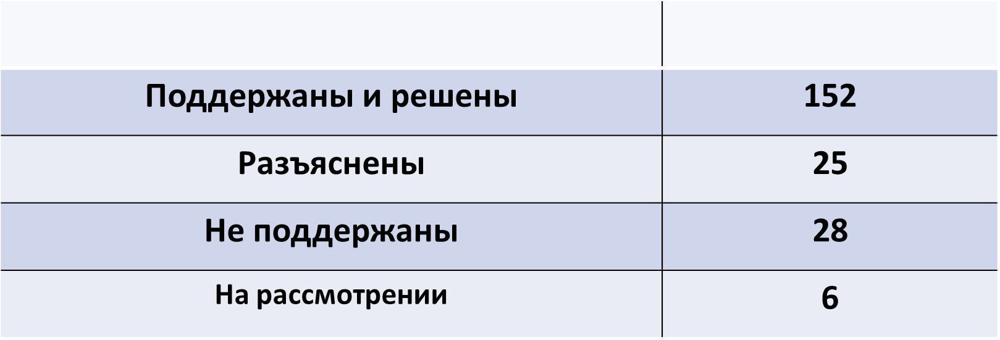 Поддержаны и решены 152
Разъяснены 25
Не поддержаны 28
На рассмотрении 6